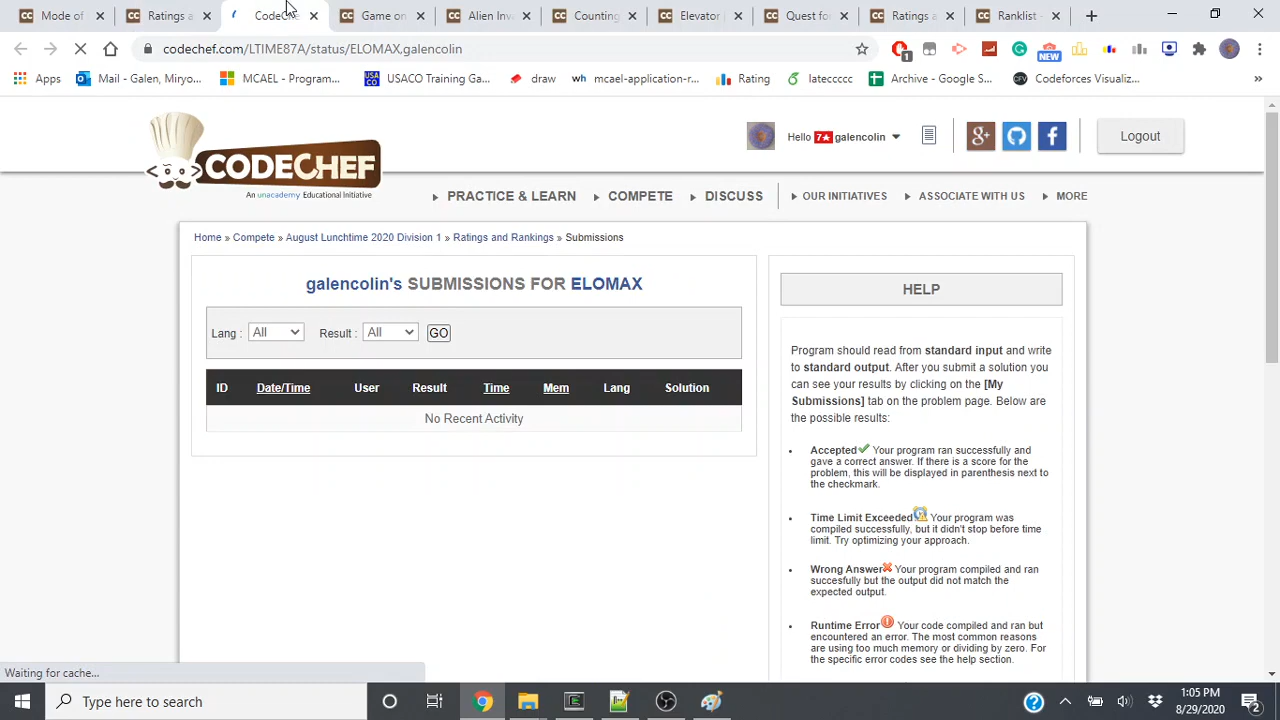 Mode of
Ratings a
CodeChe
Game on
Alien Inv
Counting
Elevator
Quest fo
Ratings a
Ranklist -
codechef.com/LTIME87A/status/ELOMAX.galencolin
1
NEW
Apps
Mail - Galen, Miryo...
MCAEL - Program...
USACO
USACO Training Ga...
draw
wh mcael-application-r...
Rating
lateccccc
Archive - Google S...
CFV Codeforces Visualiz...
CODECHEF
An unacademy Educational Initiative
Hello 7★ galencolin
Logout
PRACTICE & LEARN
COMPETE
DISCUSS
OUR INITIATIVES
ASSOCIATE WITH US
MORE
Home » Compete » August Lunchtime 2020 Division 1 » Ratings and Rankings » Submissions
galencolin's SUBMISSIONS FOR ELOMAX
Lang : All Result : All GO
ID Date/Time User Result Time Mem Lang Solution
No Recent Activity
HELP
Program should read from standard input and write
to standard output. After you submit a solution you
can see your results by clicking on the [My
Submissions] tab on the problem page. Below are
the possible results:
Accepted Your program ran successfully and
gave a correct answer. If there is a score for the
problem, this will be displayed in parenthesis next to
the checkmark.
Time Limit Exceeded Your program was
compiled successfully, but it didn't stop before time
limit. Try optimizing your approach.
Wrong Answer Your program compiled and ran
succesfully but the output did not match the
expected output.
Runtime Error Your code compiled and ran but
encountered an error. The most common reasons
are using too much memory or dividing by zero. For
the specific error codes see the help section.
Waiting for cache...
Type here to search
1:05 PM
8/29/2020
2